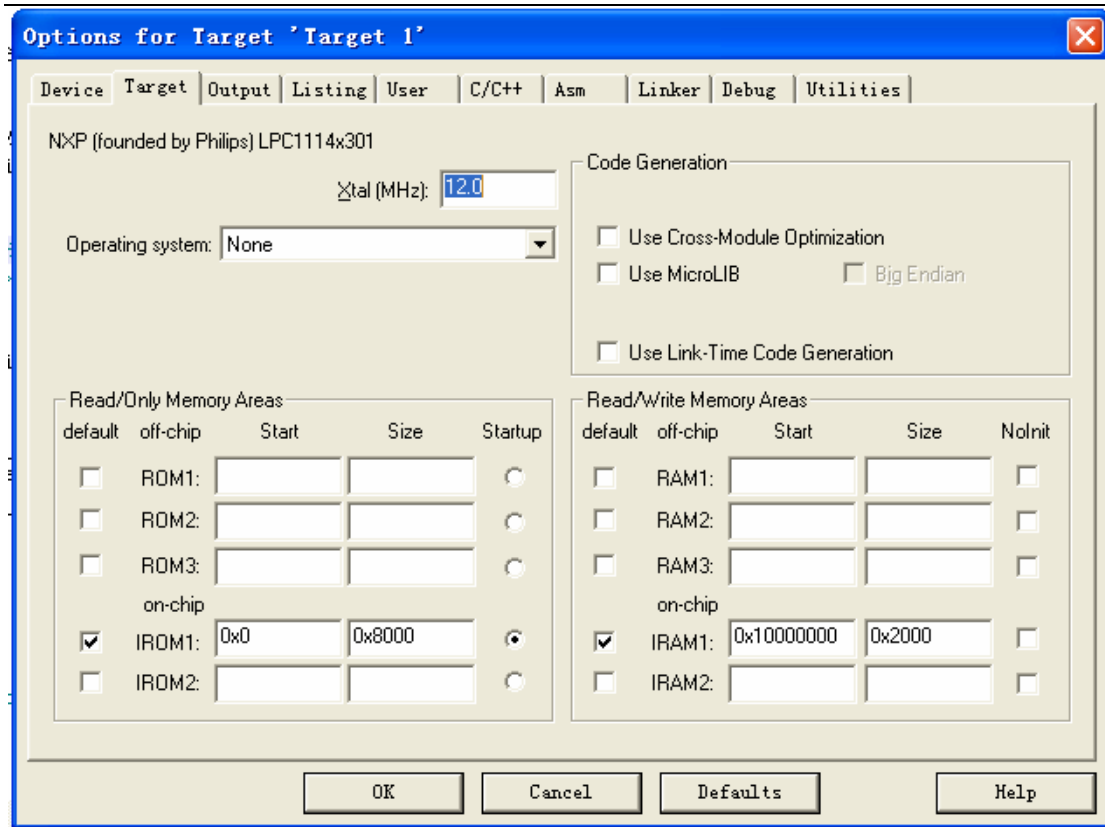 Options for Target 'Target 1'
Device Target Output Listing User C/C++ Asm Linker Debug Utilities
NXP (founded by Philips) LPC1114x301
Xtal (MHz): 12.0
Operating system: None
Code Generation
Use Cross-Module Optimization
Use MicroLIB Big Endian
Use Link-Time Code Generation
Read/Only Memory Areas
default off-chip Start Size Startup
ROM1:
ROM2:
ROM3:
on-chip
IROM1: 0x0 0x8000
IROM2:
Read/Write Memory Areas
default off-chip Start Size NoInit
RAM1:
RAM2:
RAM3:
on-chip
IRAM1: 0x10000000 0x2000
IRAM2:
OK Cancel Defaults Help